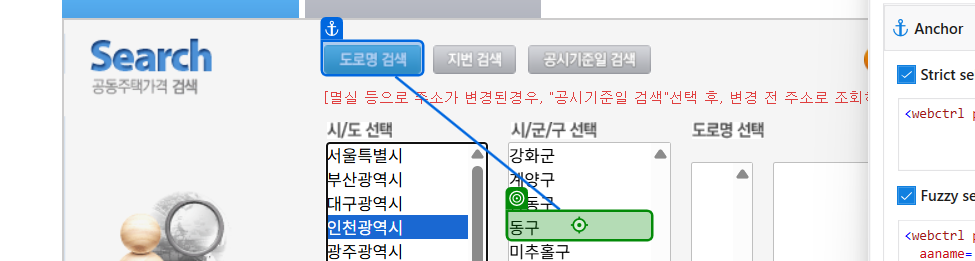 Search
공동주택가격 검색
도로명 검색
지번 검색
공시기준일 검색
[멸실 등으로 주소가 변경된경우, "공시기준일 검색"선택 후, 변경 전 주소로 조회
시/도 선택
서울특별시
부산광역시
대구광역시
인천광역시
광주광역시
시/군/구 선택
강화군
계양구
동구
동구
미추홀구
도로명 선택
Anchor
Strict se
<webctrl p
Fuzzy se
<webctrl p
aaname=